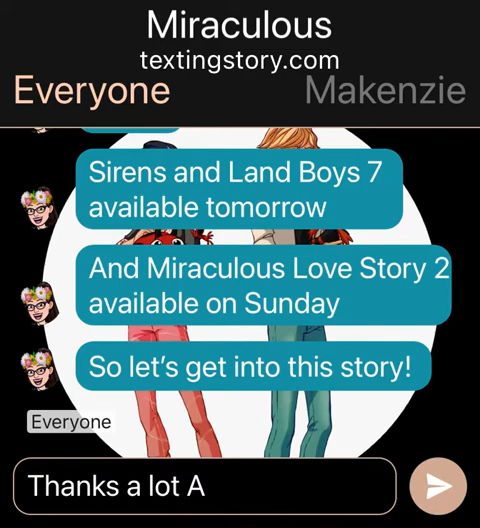 Miraculous
textingstory.com
Everyone Makenzie
Sirens and Land Boys 7
available tomorrow
And Miraculous Love Story 2
available on Sunday
So let's get into this story!
Everyone
Thanks a lot A